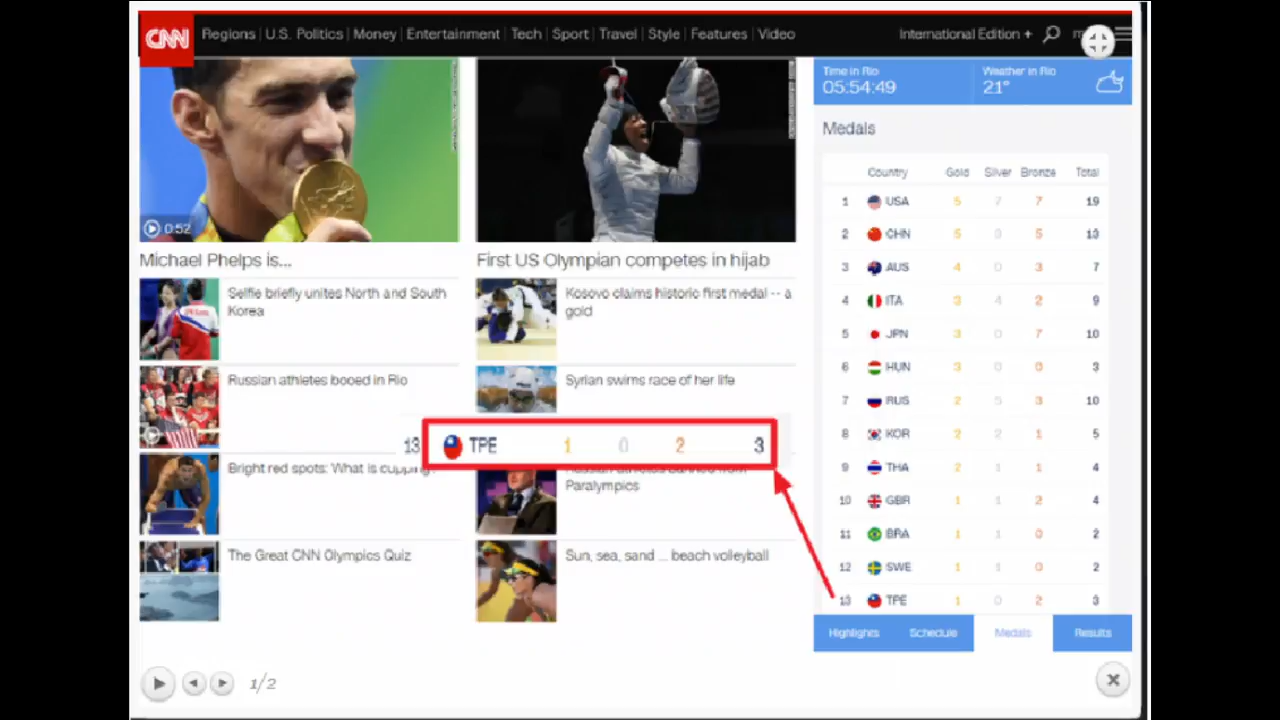 CNN
Regions | U.S. Politics | Money | Entertainment | Tech | Sport | Travel | Style | Features | Video
International Edition +
0:52
Michael Phelps is...
Selfie briefly unites North and South
Korea
Russian athletes booed in Rio
Bright red spots: What is cupping
The Great CNN Olympics Quiz
First US Olympian competes in hijab
Kosovo claims historic first medal -- a
gold
Syrian swims race of her life
Russian athletes banned from
Paralympics
Sun, sea, sand ... beach volleyball
13 TPE 1 0 2 3
Time in Rio
05:54:49
Weather in Rio
21°
Medals
Country Gold Silver Bronze Total
1 USA 5 7 7 19
2 CHN 5 3 5 13
3 AUS 4 0 3 7
4 ITA 3 4 2 9
5 JPN 3 0 7 10
6 HUN 3 0 0 3
7 RUS 2 5 3 10
8 KOR 2 2 1 5
9 THA 2 1 1 4
10 GBR 1 1 2 4
11 BRA 1 1 0 2
12 SWE 1 1 0 2
13 TPE 1 0 2 3
Highlights Schedule Medals Results
1/2